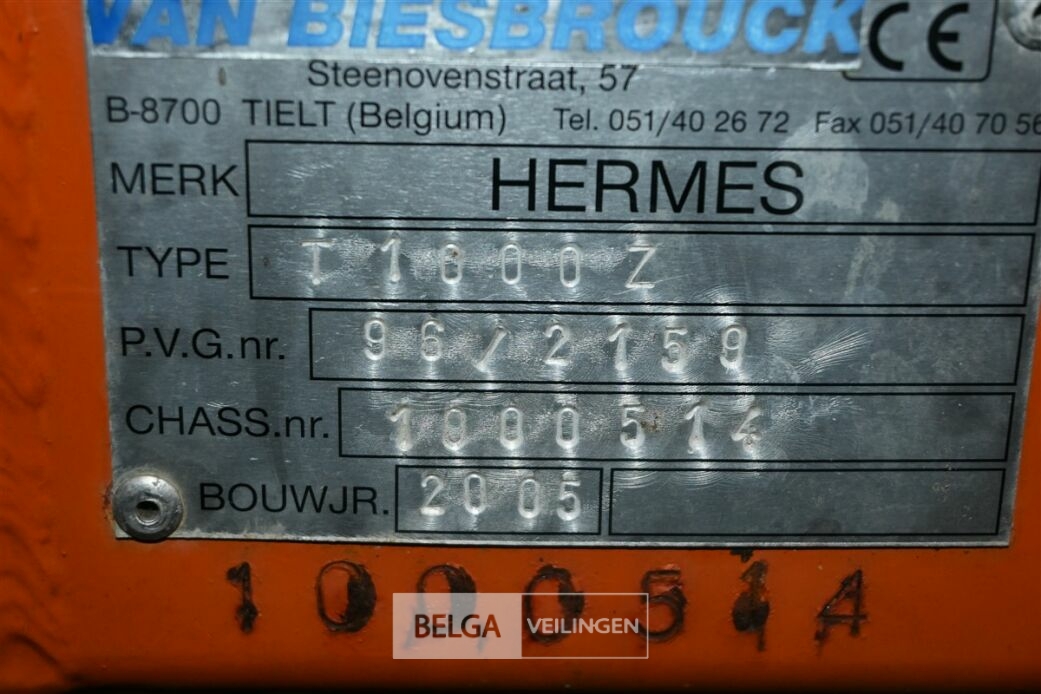 VAN BIESBROUCK CE
Steenovenstraat, 57
B-8700 TIELT (Belgium) Tel. 051/40 26 72 Fax 051/40 70 56
MERK HERMES
TYPE T1800Z
P.V.G.nr. 96/2159
CHASS.nr. 1000514
BOUWJR. 2005
1000514
BELGA VEILINGEN